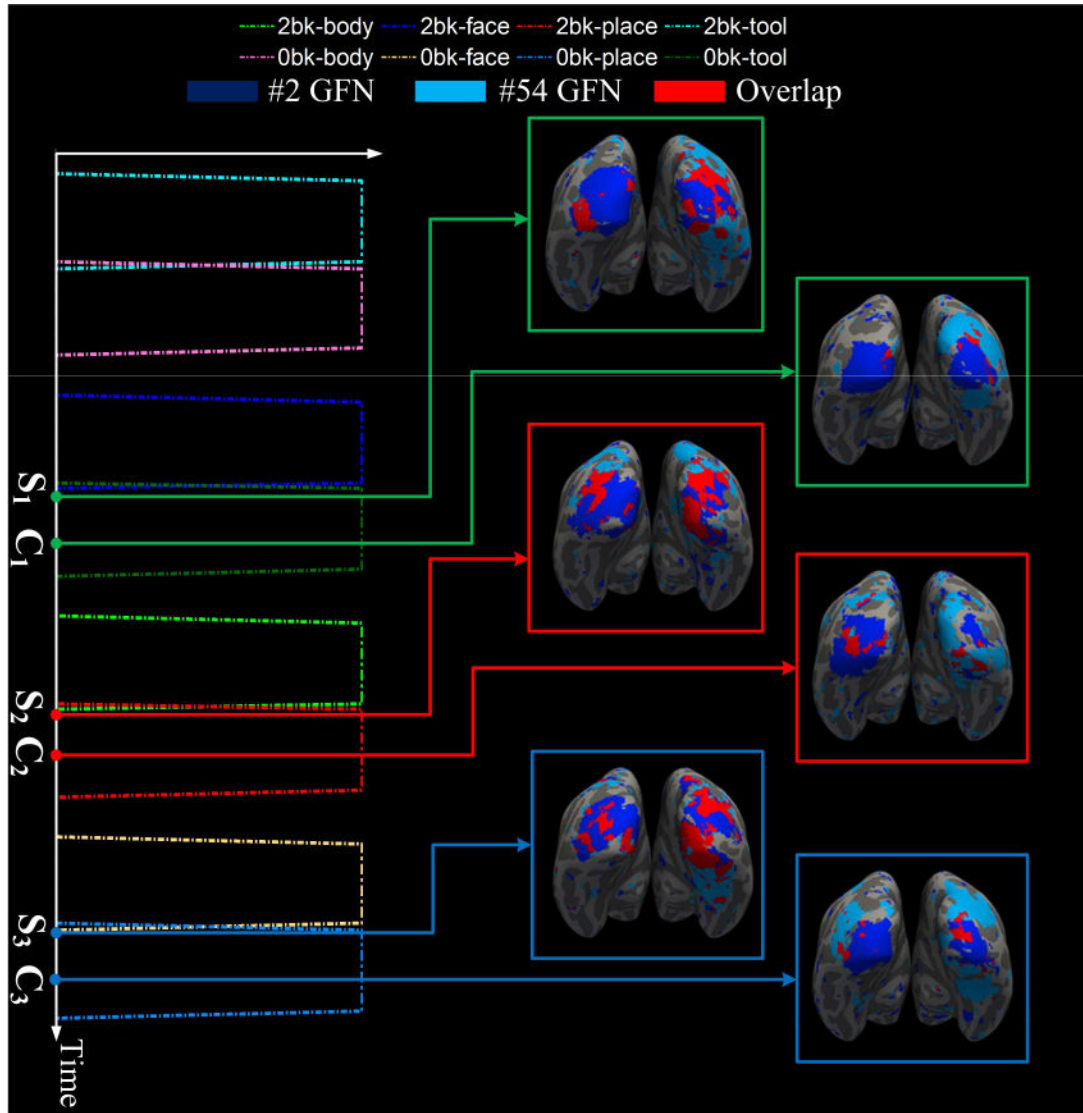 2bk-body 2bk-face 2bk-place 2bk-tool
0bk-body 0bk-face 0bk-place 0bk-tool
#2 GFN #54 GFN Overlap
S1
C1
S2
C2
S3
C3
Time